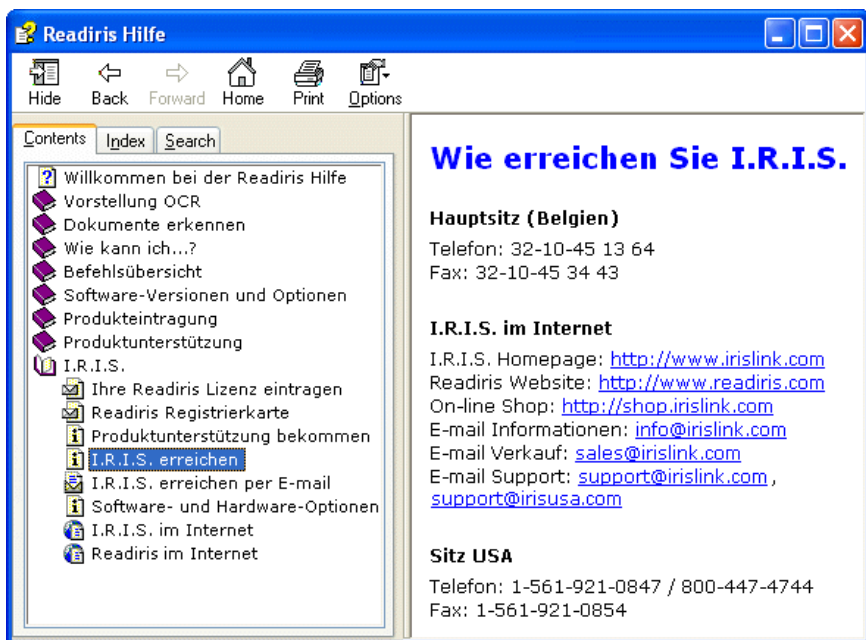 Readiris Hilfe
Hide Back Forward Home Print Options
Contents Index Search
Willkommen bei der Readiris Hilfe
Vorstellung OCR
Dokumente erkennen
Wie kann ich...?
Befehlsübersicht
Software-Versionen und Optionen
Produkteintragung
Produktunterstützung
I.R.I.S.
Ihre Readiris Lizenz eintragen
Readiris Registrierkarte
Produktunterstützung bekommen
I.R.I.S. erreichen
I.R.I.S. erreichen per E-mail
Software- und Hardware-Optionen
I.R.I.S. im Internet
Readiris im Internet
Wie erreichen Sie I.R.I.S.
Hauptsitz (Belgien)
Telefon: 32-10-45 13 64
Fax: 32-10-45 34 43
I.R.I.S. im Internet
I.R.I.S. Homepage: http://www.irislink.com
Readiris Website: http://www.readiris.com
On-line Shop: http://shop.irislink.com
E-mail Informationen: info@irislink.com
E-mail Verkauf: sales@irislink.com
E-mail Support: support@irislink.com ,
support@irisusa.com
Sitz USA
Telefon: 1-561-921-0847 / 800-447-4744
Fax: 1-561-921-0854